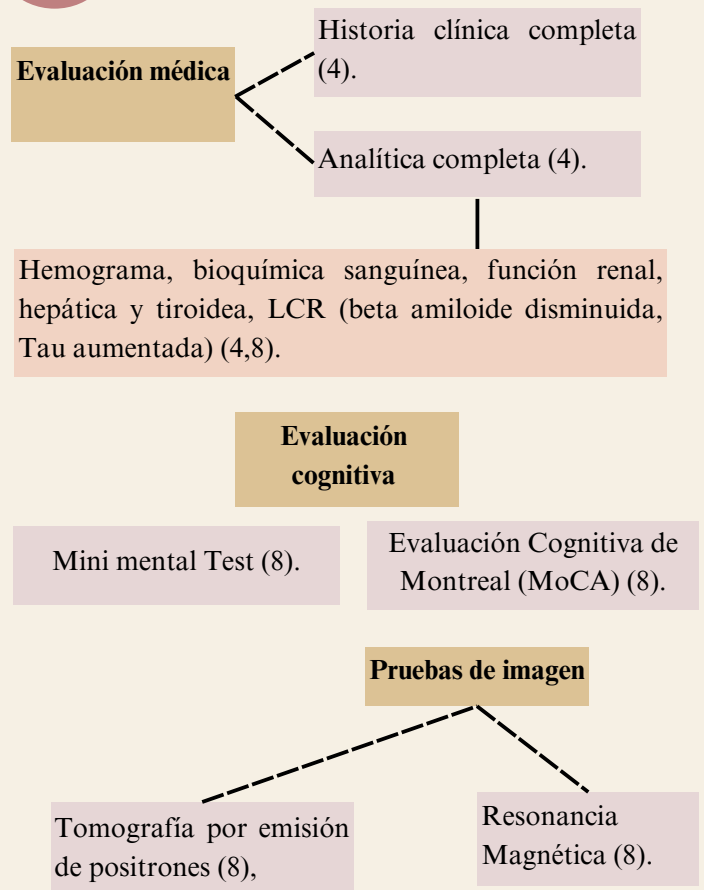 Historia clínica completa
(4).
Evaluación médica
Analítica completa (4).
Hemograma, bioquímica sanguínea, función renal,
hepática y tiroidea, LCR (beta amiloide disminuida,
Tau aumentada) (4,8).
Evaluación
cognitiva
Mini mental Test (8).
Evaluación Cognitiva de
Montreal (MoCA) (8).
Pruebas de imagen
Tomografía por emisión
de positrones (8),
Resonancia
Magnética (8).